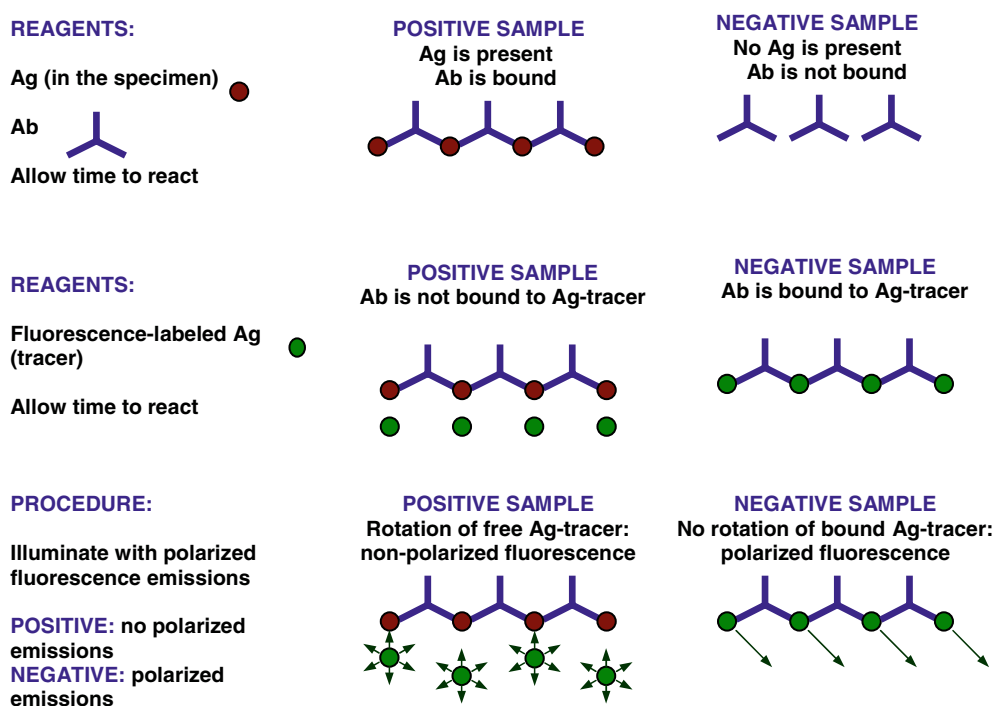 REAGENTS:
Ag (in the specimen)
Ab
Allow time to react
POSITIVE SAMPLE
Ag is present
Ab is bound
NEGATIVE SAMPLE
No Ag is present
Ab is not bound
REAGENTS:
Fluorescence-labeled Ag
(tracer)
Allow time to react
POSITIVE SAMPLE
Ab is not bound to Ag-tracer
NEGATIVE SAMPLE
Ab is bound to Ag-tracer
PROCEDURE:
Illuminate with polarized
fluorescence emissions
POSITIVE: no polarized
emissions
NEGATIVE: polarized
emissions
POSITIVE SAMPLE
Rotation of free Ag-tracer:
non-polarized fluorescence
NEGATIVE SAMPLE
No rotation of bound Ag-tracer:
polarized fluorescence